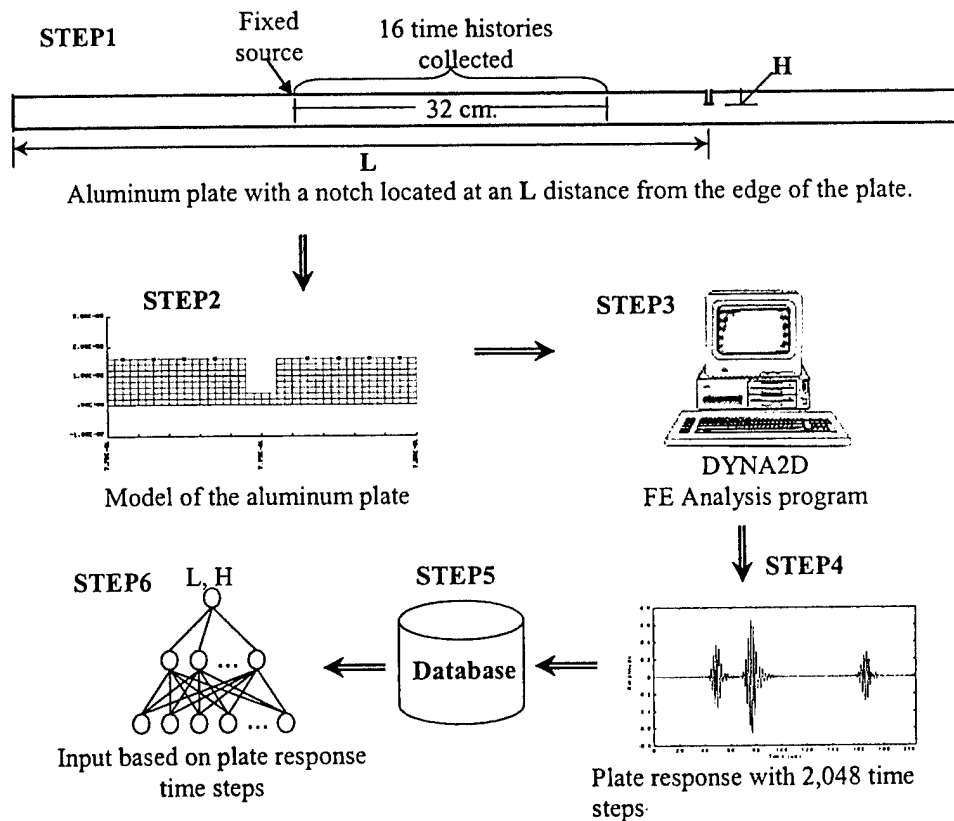 STEP1
Fixed
source
16 time histories
collected
H
32 cm.
L
Aluminum plate with a notch located at an L distance from the edge of the plate.
STEP2
STEP3
Model of the aluminum plate
DYNA2D
FE Analysis program
STEP4
STEP5
STEP6
L, H
...
Database
...
Input based on plate response
time steps
Plate response with 2,048 time
steps.